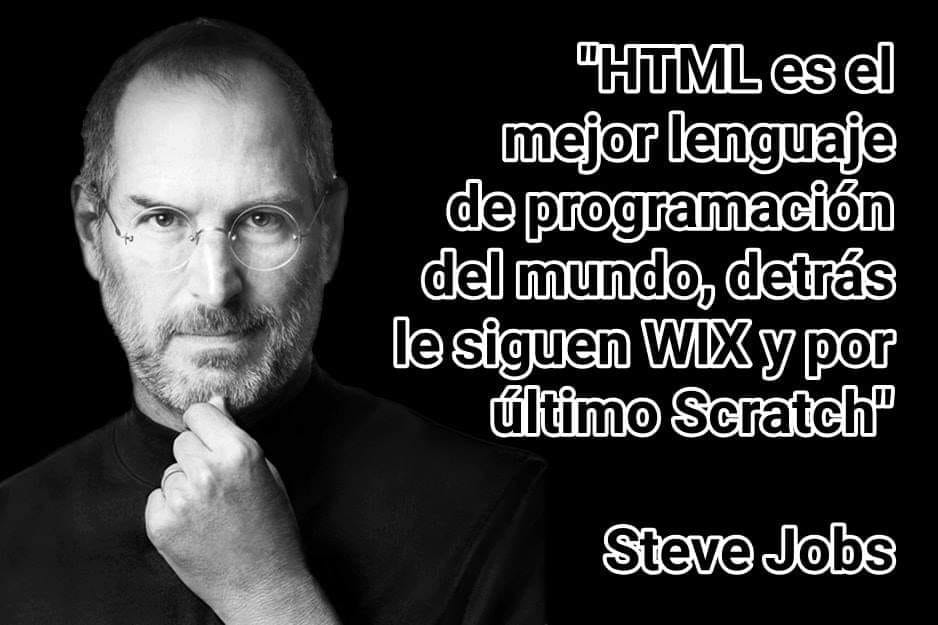 "HTML es el
mejor lenguaje
de programación
del mundo, detrás
le siguen WIX y por
último Scratch"
Steve Jobs